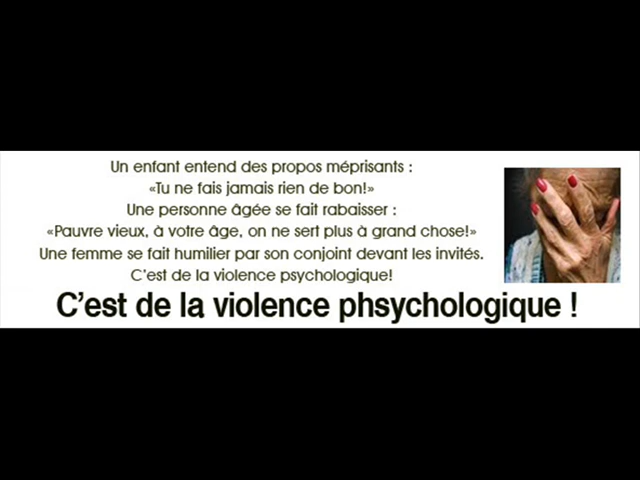 Un enfant entend des propos méprisants :
«Tu ne fais jamais rien de bon!»
Une personne âgée se fait rabaisser :
«Pauvre vieux, à votre âge, on ne sert plus à grand chose!»
Une femme se fait humilier par son conjoint devant les invités.
C'est de la violence psychologique!
C'est de la violence phsychologique !